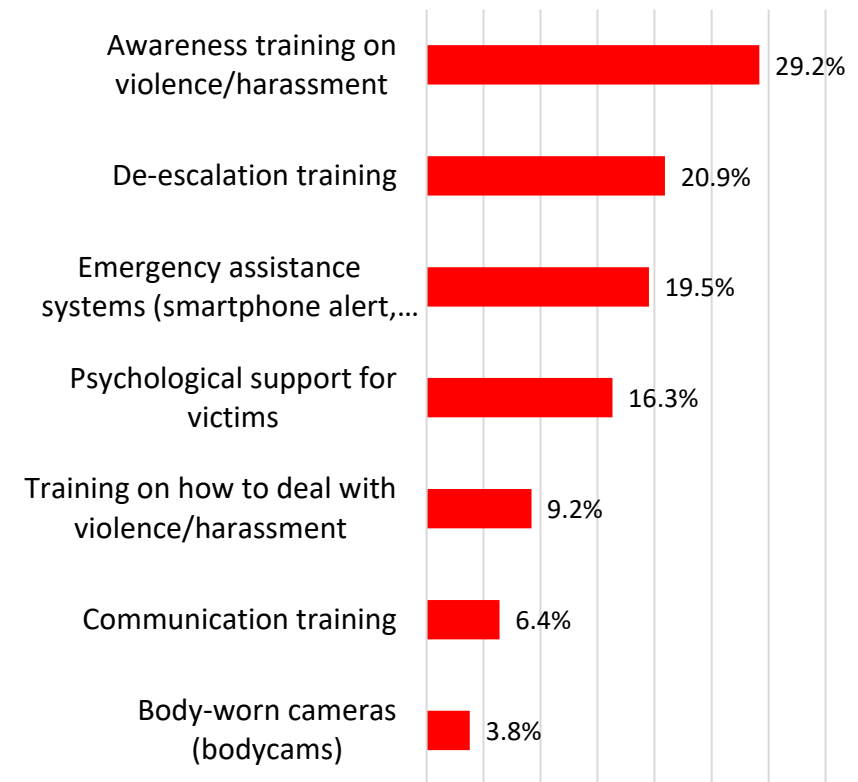 Awareness training on
violence/harassment
29.2%
De-escalation training
20.9%
Emergency assistance
systems (smartphone alert,...
19.5%
Psychological support for
victims
16.3%
Training on how to deal with
violence/harassment
9.2%
Communication training
6.4%
Body-worn cameras
(bodycams)
3.8%